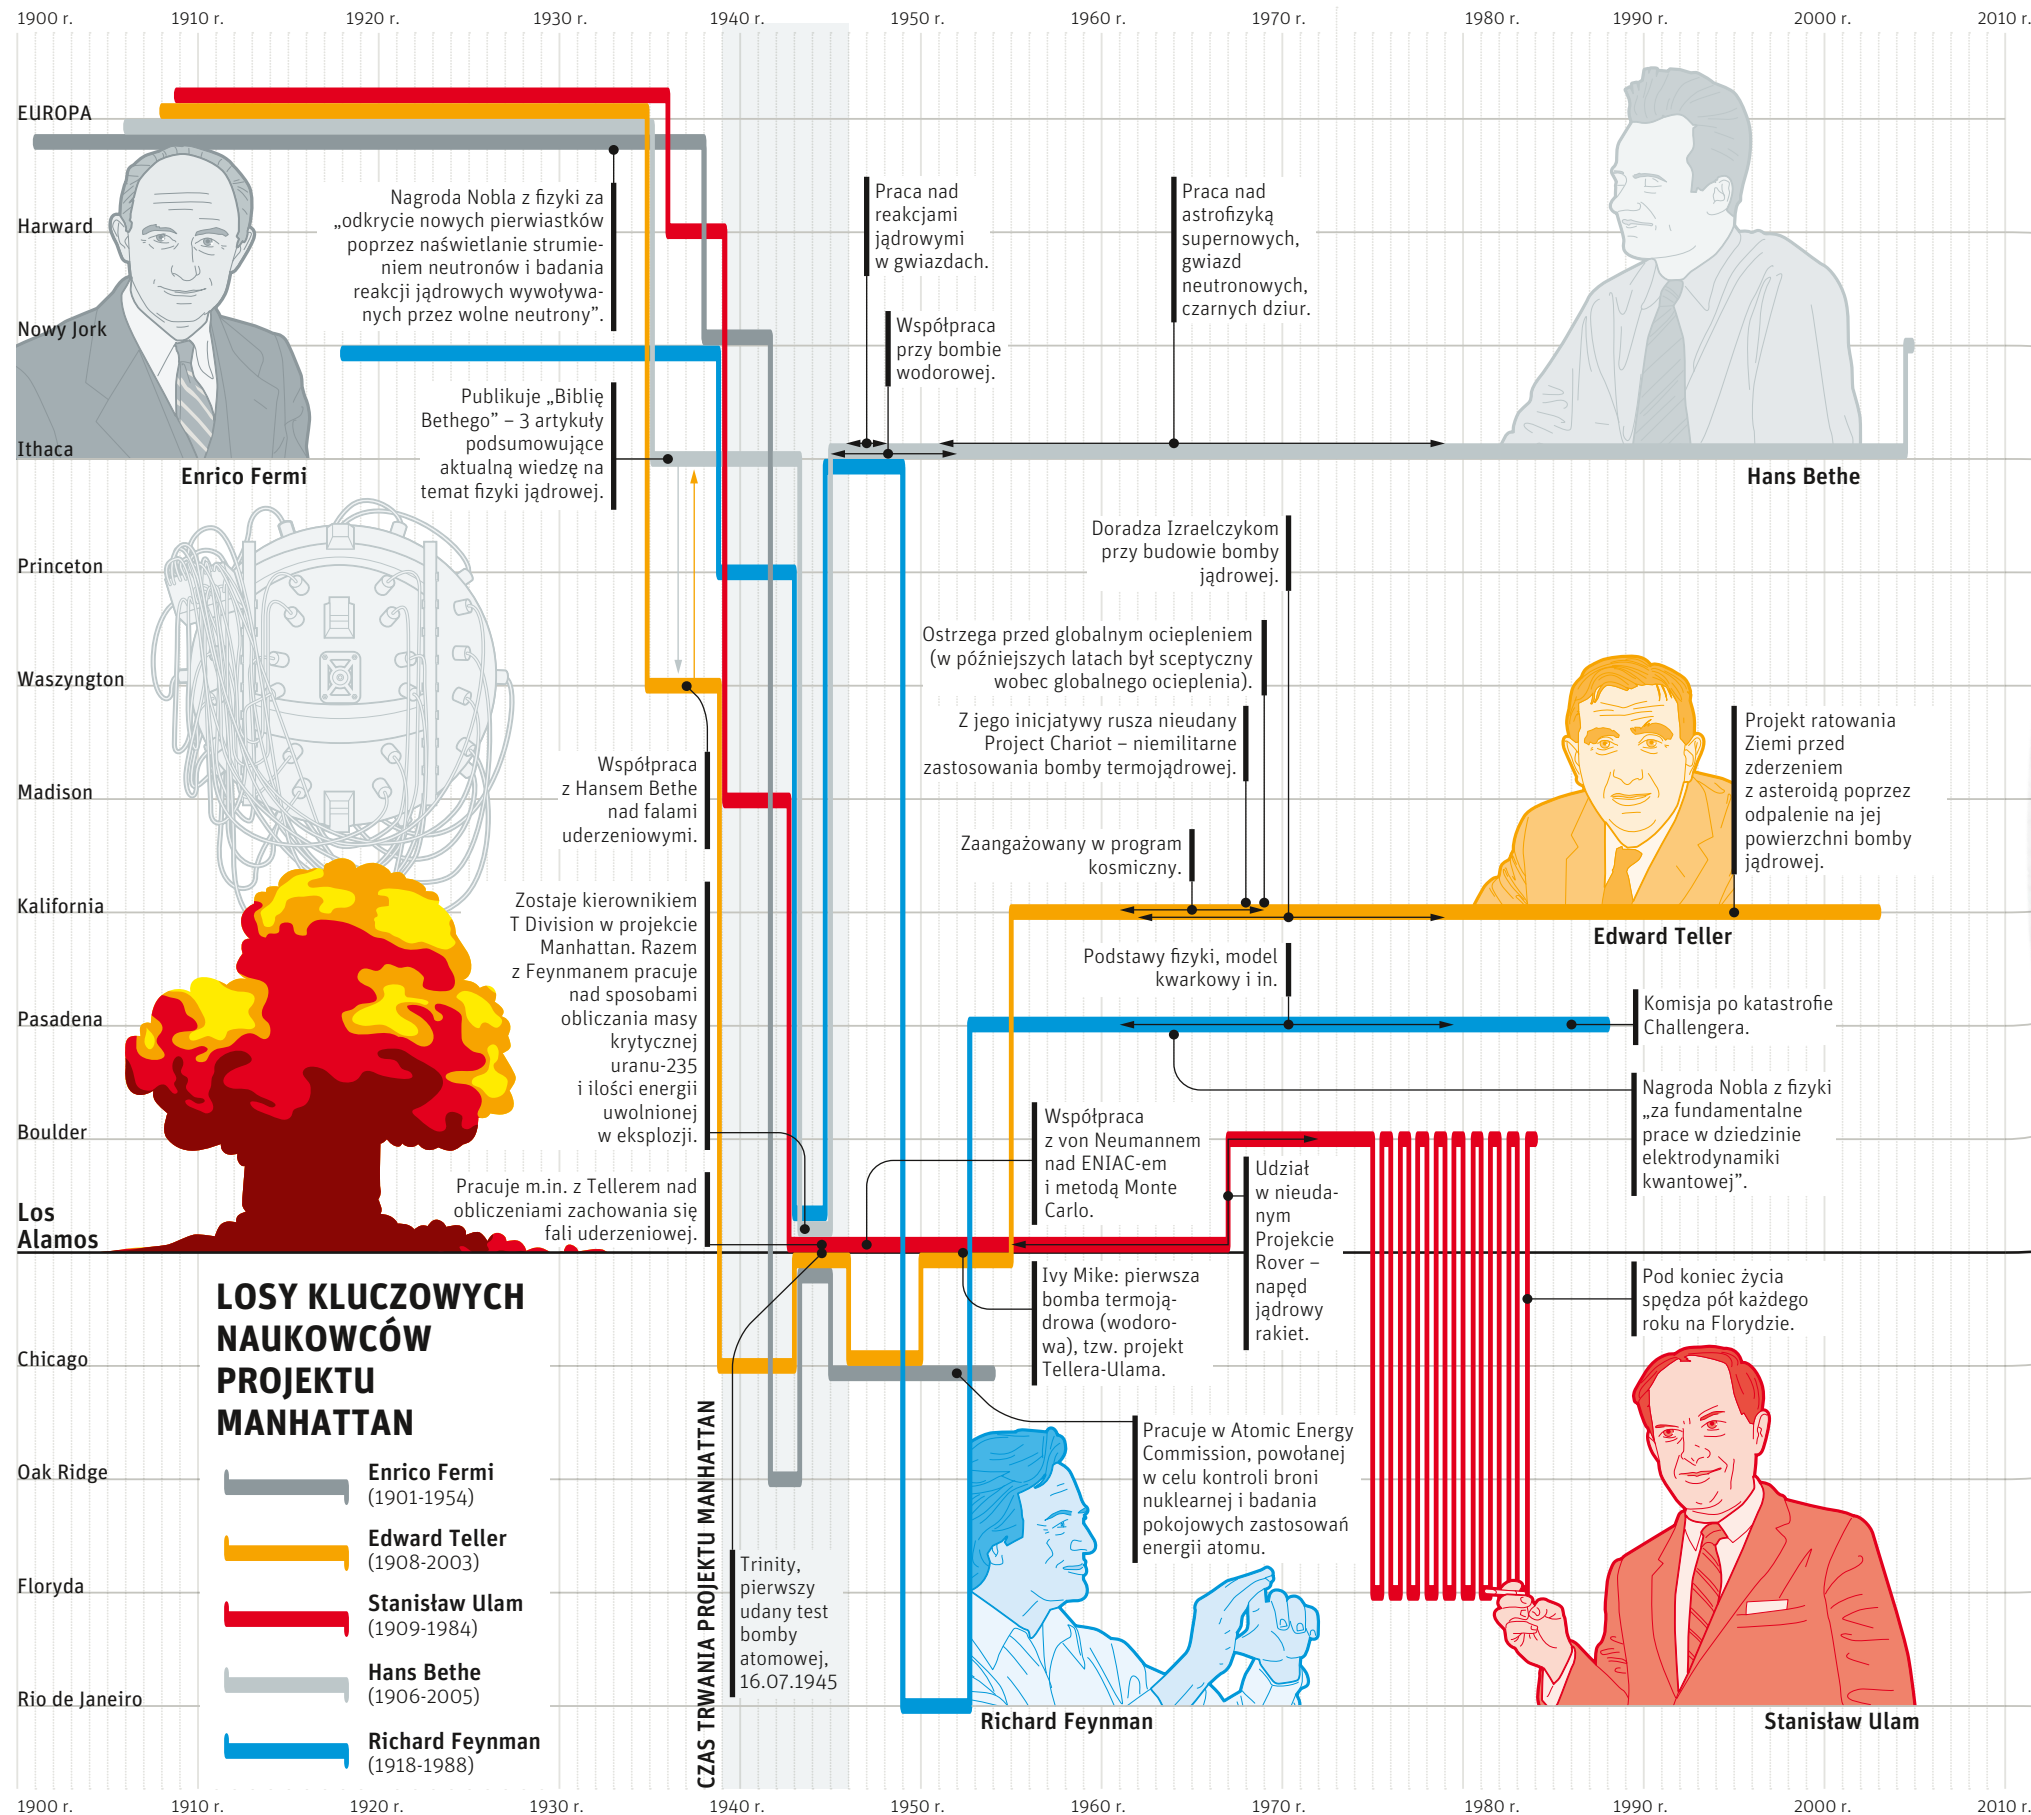 1900 r.
1910 r.
1930 r.
1940 r.
1950 r.
1960 r.
1970 r.
1980 r.
1990 r.
2000 r.
2010 r.
EUROPA
Harward
Nowy Jork
Ithaca
Princeton
Waszyngton
Madison
Kalifornia
Pasadena
Boulder
Los
Alamos
Chicago
Oak Ridge
Floryda
Rio de Janeiro
Nagroda Nobla z fizyki za
„odkrycie nowych pierwiastków
poprzez naświetlanie strumie-
niem neutronów i badania
reakcji jądrowych wywoływa-
nych przez wolne neutrony”.
Enrico Fermi
Publikuje „Biblię
Bethego” – 3 artykuły
podsumowujące
aktualną wiedzę na
temat fizyki jądrowej.
Praca nad
reakcjami
jądrowymi
w gwiazdach.
Współpraca
przy bombie
wodorowej.
Praca nad
astrofizyką
supernowych,
gwiazd
neutronowych,
czarnych dziur.
Hans Bethe
Doradza Izraelczykom
przy budowie bomby
jądrowej.
Ostrzega przed globalnym ociepleniem
(w późniejszych latach był sceptyczny
wobec globalnego ocieplenia).
Z jego inicjatywy rusza nieudany
Project Chariot – niemilitarne
zastosowania bomby termojądrowej.
Zaangażowany w program
kosmiczny.
Projekt ratowania
Ziemi przed
zderzeniem
z asteroidą poprzez
odpalenie na jej
powierzchni bomby
jądrowej.
Edward Teller
Współpraca
z Hansem Bethe
nad falami
uderzeniowymi.
Zostaje kierownikiem
T Division w projekcie
Manhattan. Razem
z Feynmanem pracuje
nad sposobami
obliczania masy
krytycznej
uranu-235
i ilości energii
uwolnionej
w eksplozji.
Pracuje m.in. z Tellerem nad
obliczeniami zachowania się
fali uderzeniowej.
Podstawy fizyki, model
kwarkowy i in.
Komisja po katastrofie
Challengera.
Nagroda Nobla z fizyki
„za fundamentalne
prace w dziedzinie
elektrodynamiki
kwantowej”.
Współpraca
z von Neumannem
nad ENIAC-em
i metodą Monte
Carlo.
Udział
w nieuda-
nym
Projekcie
Rover –
napęd
jądrowy
rakiet.
Ivy Mike: pierwsza
bomba termoją-
drowa (wodoro-
wa), tzw. projekt
Tellera-Ulama.
Pod koniec życia
spędza pół każdego
roku na Florydzie.
Pracuje w Atomic Energy
Commission, powołanej
w celu kontroli broni
nuklearnej i badania
pokojowych zastosowań
energii atomu.
CZAS TRWANIA PROJEKTU MANHATTAN
Trinity,
pierwszy
udany test
bomby
atomowej,
16.07.1945
Richard Feynman
Stanisław Ulam
LOSY KLUCZOWYCH
NAUKOWCÓW
PROJEKTU
MANHATTAN
Enrico Fermi
(1901-1954)
Edward Teller
(1908-2003)
Stanisław Ulam
(1909-1984)
Hans Bethe
(1906-2005)
Richard Feynman
(1918-1988)
1900 r.
1910 r.
1920 r.
1930 r.
1940 r.
1950 r.
1960 r.
1970 r.
1980 r.
1990 r.
2000 r.
2010 r.